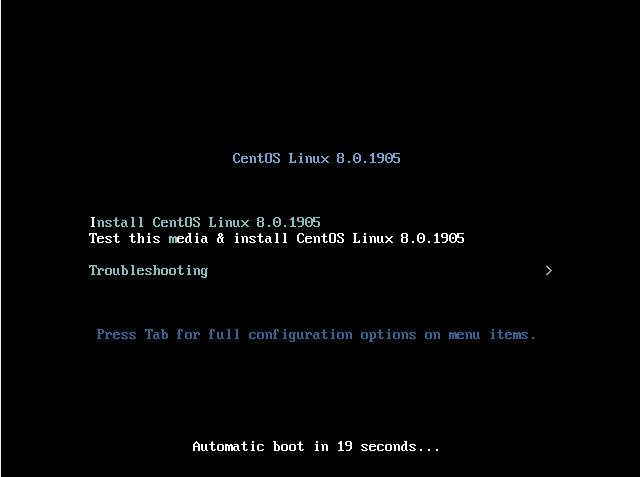 CentOS Linux 8.0.1905
Install CentOS Linux 8.0.1905
Test this media & install CentOS Linux 8.0.1905
Troubleshooting >
Press Tab for full configuration options on menu items.
Automatic boot in 19 seconds...